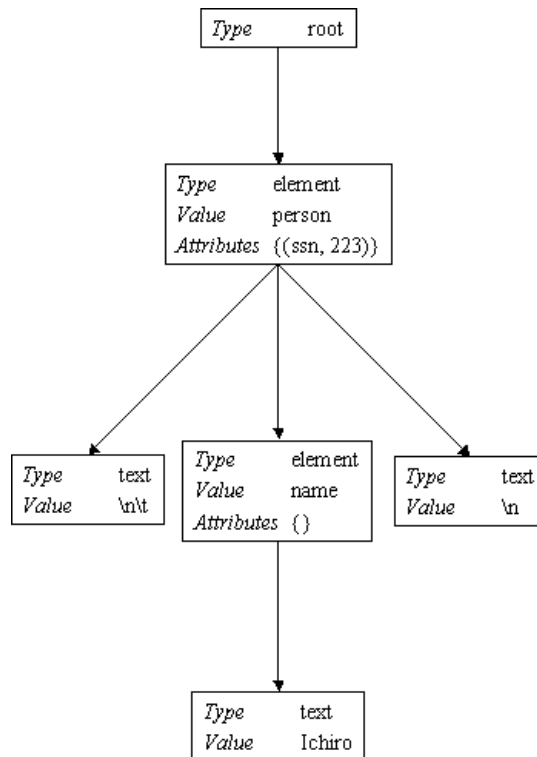 Type root
Type element
Value person
Attributes {(ssn, 223)}
Type text
Value \n\t
Type element
Value name
Attributes {}
Type text
Value \n
Type text
Value Ichiro